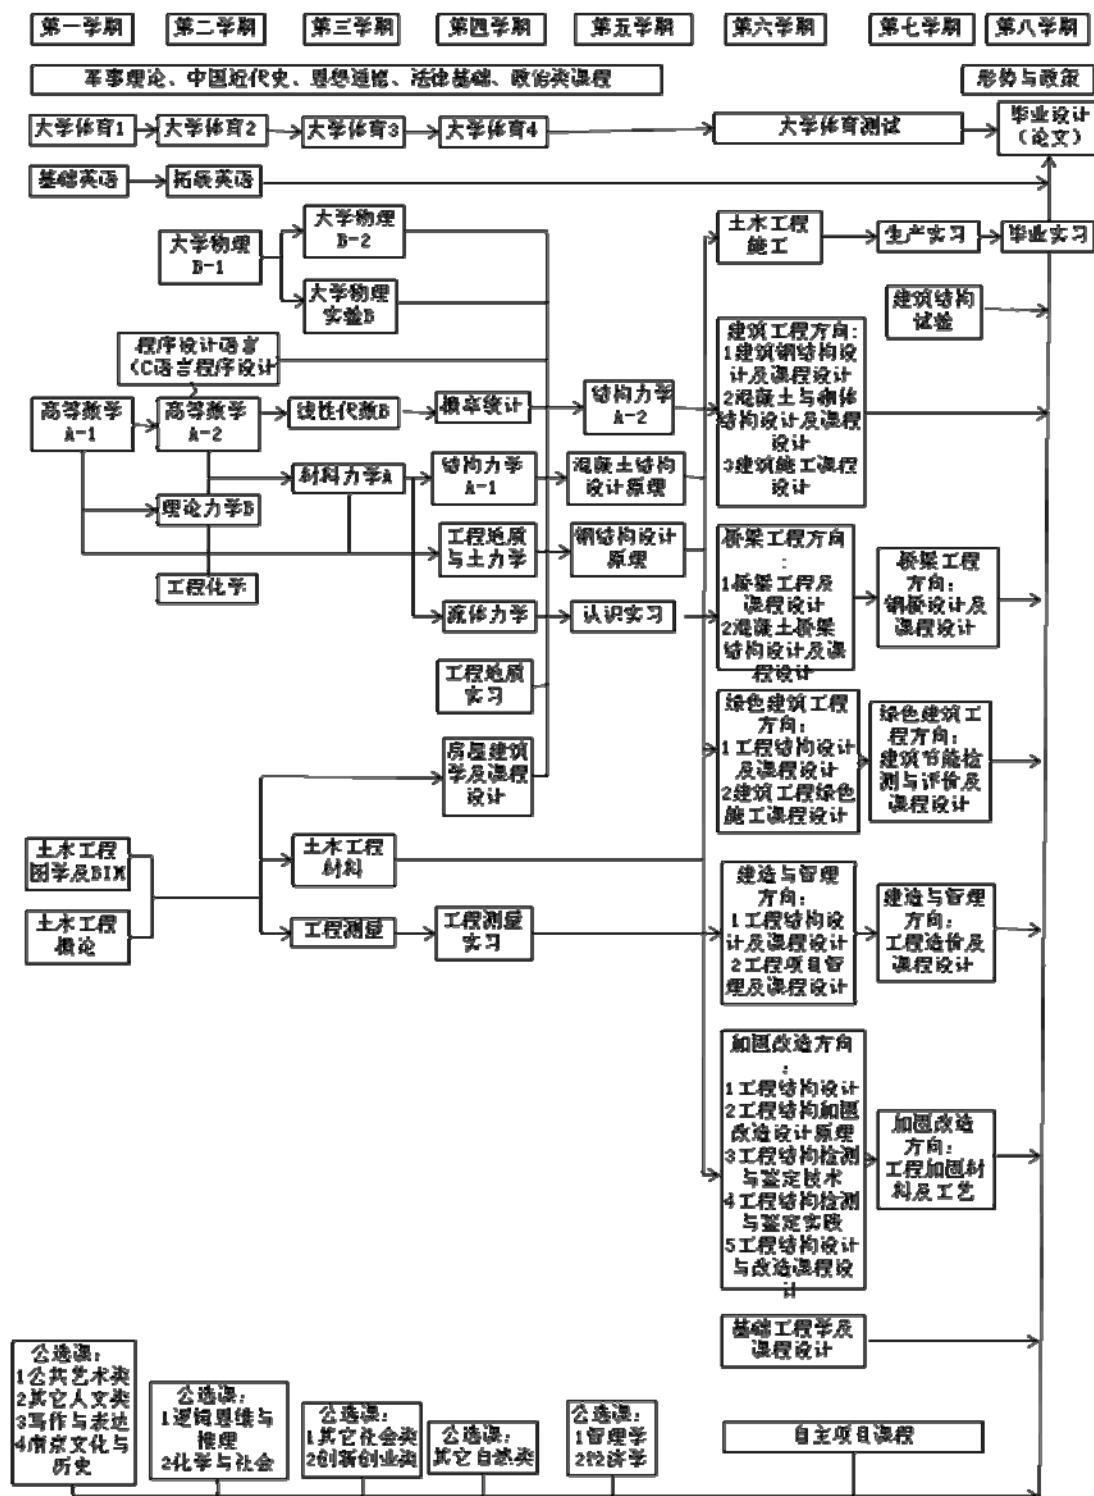 第一学期
第二学期
第三学期
第四学期
第五学期
第六学期
第七学期
第八学期
军事理论、中国近代史、思想道德、法律基础、政治类课程
形势与政策
大学体育1
大学体育2
大学体育3
大学体育4
大学体育测试
毕业设计
（论文）
基础英语
拓展英语
大学物理
B-1
大学物理
B-2
大学物理
实验B
土木工程
施工
生产实习
毕业实习
建筑结构
试验
程序设计语言
（C语言程序设计
高等数学
A-1
高等数学
A-2
线性代数B
概率统计
结构力学
A-2
建筑工程方向：
1建筑钢结构设
计及课程设计
2混凝土与砌体
结构设计及课程
设计
3建筑施工课程
设计
材料力学A
结构力学
A-1
混凝土结构
设计原理
理论力学B
工程地质
与土力学
钢结构设计
原理
工程化学
流体力学
认识实习
桥梁工程方向
：
1桥梁工程及
课程设计
2混凝土桥梁
结构设计及课
程设计
桥梁工程
方向：
钢桥设计及
课程设计
工程地质
实习
房屋建筑
学及课程
设计
绿色建筑工程
方向：
1工程结构设计
及课程设计
2建筑工程绿色
施工课程设计
绿色建筑工
程方向：
建筑节能检
测与评价及
课程设计
土木工程
图学及BIM
土木工程
概论
土木工程
材料
工程测量
工程测量
实习
建造与管理
方向：
1工程结构设
计及课程设计
2工程项目管
理及课程设计
建造与管理
方向：
工程造价及
课程设计
加固改造方向
：
1工程结构设计
2工程结构加固
改造设计原理
3工程结构检测
与鉴定技术
4工程结构检测
与鉴定实践
5工程结构设计
与改造课程设
计
加固改造
方向：
工程加固材
料及工艺
基础工程学及
课程设计
公选课：
1公共艺术类
2其它人文类
3写作与表达
4南京文化与
历史
公选课：
1逻辑思维与
推理
2化学与社会
公选课：
1其它社会类
2创新创业类
公选课：
其它自然类
公选课：
1管理学
2经济学
自主项目课程